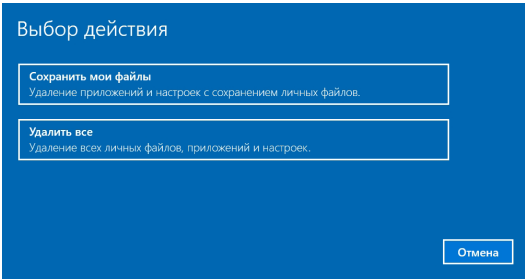 Выбор действия
Сохранить мои файлы
Удаление приложений и настроек с сохранением личных файлов.
Удалить все
Удаление всех личных файлов, приложений и настроек.
Отмена